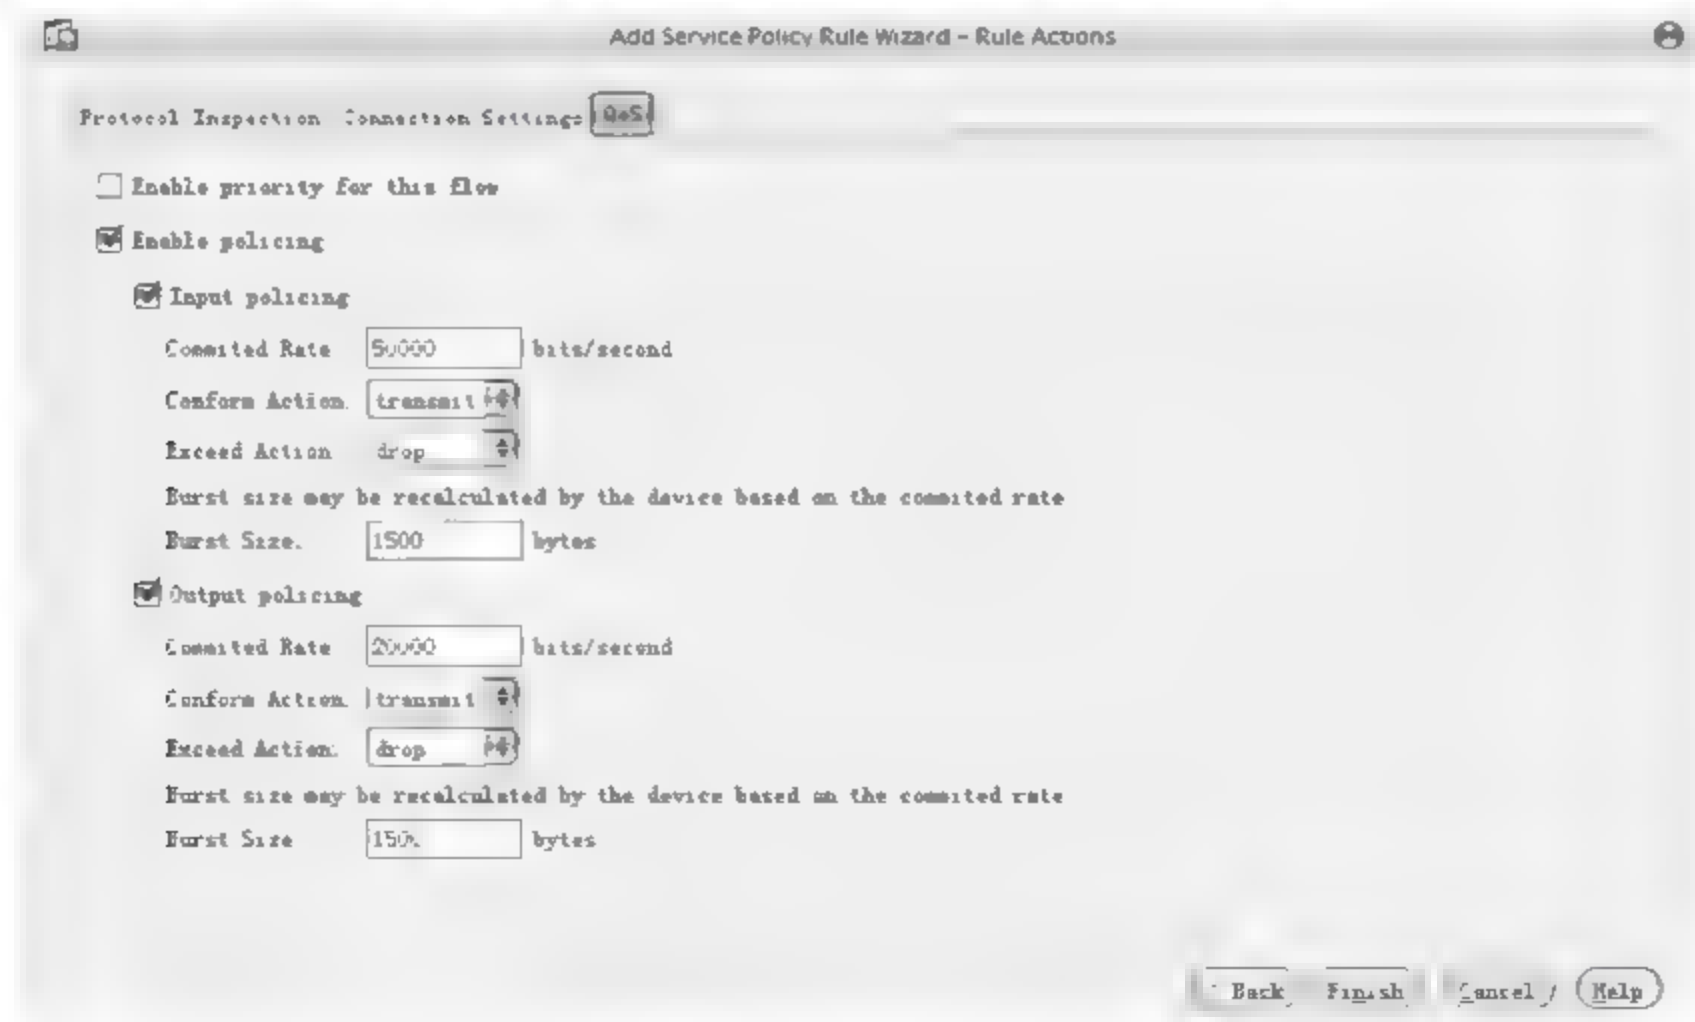 Add Service Policy Rule Wizard - Rule Actions
Protocol Inspection Connection Settings QoS
Enable priority for this flow
Enable policing
Input policing
Commited Rate 50000 bits/second
Conform Action. transmit
Exceed Action drop
Burst size may be recalculated by the device based on the commited rate
Burst Size. 1500 bytes
Output policing
Commited Rate 20000 bits/second
Conform Action. transmit
Exceed Action. drop
Burst size may be recalculated by the device based on the commited rate
Burst Size bytes
Back Finish Cancel Help